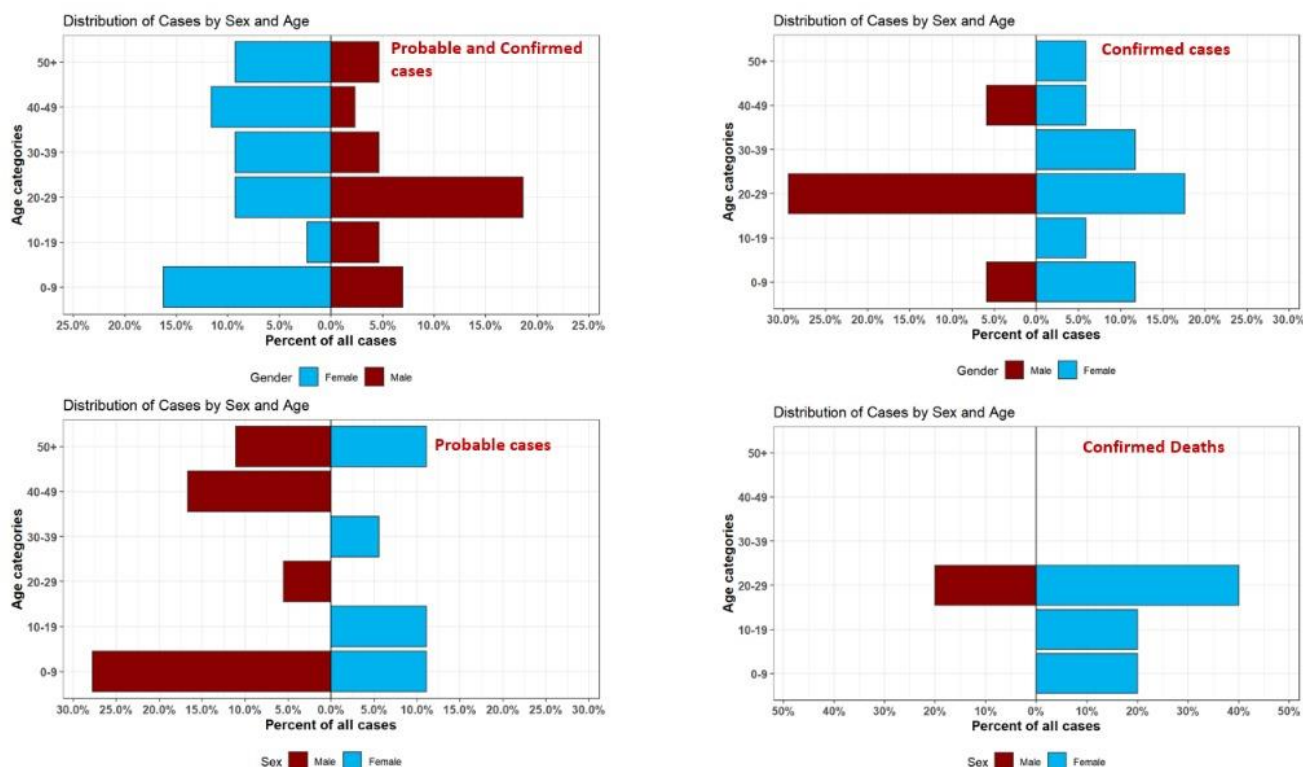 Distribution of Cases by Sex and Age
Probable and Confirmed
cases
Age categories
50+
40-49
30-39
20-29
10-19
0-9
25.0% 20.0% 15.0% 10.0% 5.0% 0.0% 5.0% 10.0% 15.0% 20.0% 25.0%
Percent of all cases
Gender Female Male
Distribution of Cases by Sex and Age
Confirmed cases
Age categories
50+
40-49
30-39
20-29
10-19
0-9
30.0% 25.0% 20.0% 15.0% 10.0% 5.0% 0.0% 5.0% 10.0% 15.0% 20.0% 25.0% 30.0%
Percent of all cases
Gender Male Female
Distribution of Cases by Sex and Age
Probable cases
Age categories
50+
40-49
30-39
20-29
10-19
0-9
30.0% 25.0% 20.0% 15.0% 10.0% 5.0% 0.0% 5.0% 10.0% 15.0% 20.0% 25.0% 30.0%
Percent of all cases
Sex Male Female
Distribution of Cases by Sex and Age
Confirmed Deaths
Age categories
50+
40-49
30-39
20-29
10-19
0-9
50% 40% 30% 20% 10% 0% 10% 20% 30% 40% 50%
Percent of all cases
Sex Male Female